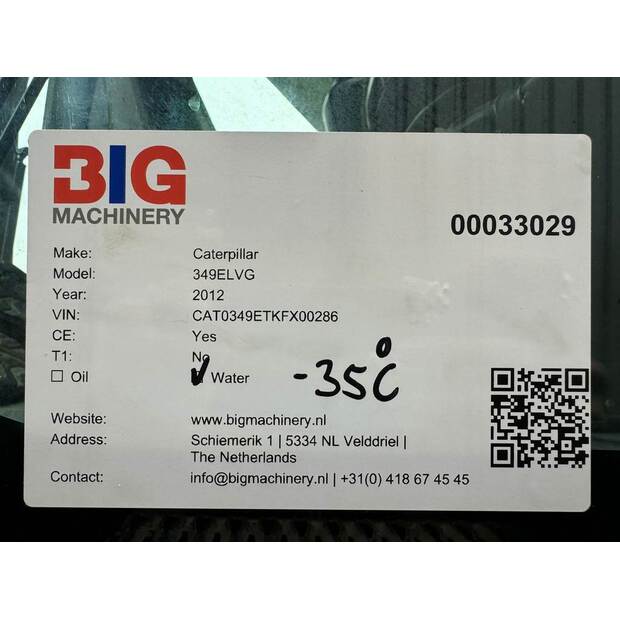 BIG
MACHINERY
00033029
Make: Caterpillar
Model: 349ELVG
Year: 2012
VIN: CAT0349ETKFX00286
CE: Yes
T1: No
☐ Oil ✓ Water -35°C
Website: www.bigmachinery.nl
Address: Schiemerik 1 | 5334 NL Velddriel |
The Netherlands
Contact: info@bigmachinery.nl | +31(0) 418 67 45 45